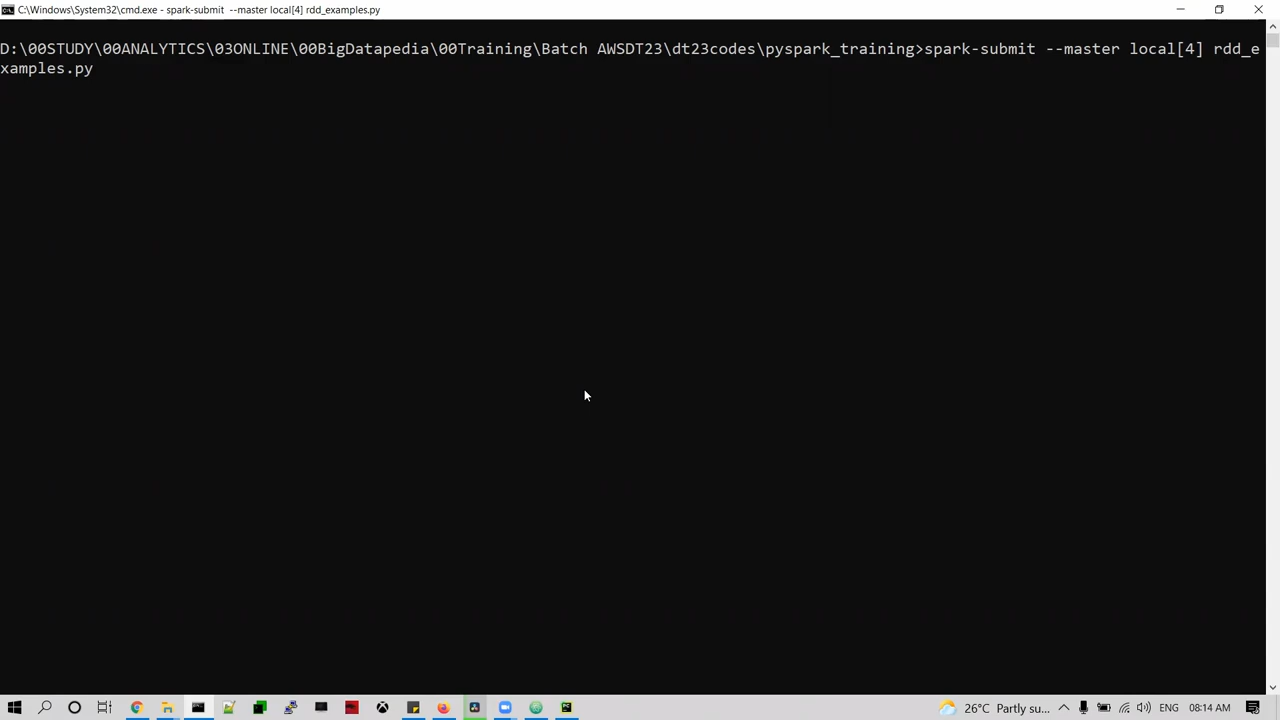 C:\Windows\System32\cmd.exe - spark-submit  --master local[4] rdd_examples.py
D:\00STUDY\00ANALYTICS\03ONLINE\00BigDatapedia\00Training\Batch AWSDT23\dt23codes\pyspark_training>spark-submit --master local[4] rdd_e
xamples.py
26°C Partly su... ENG 08:14 AM